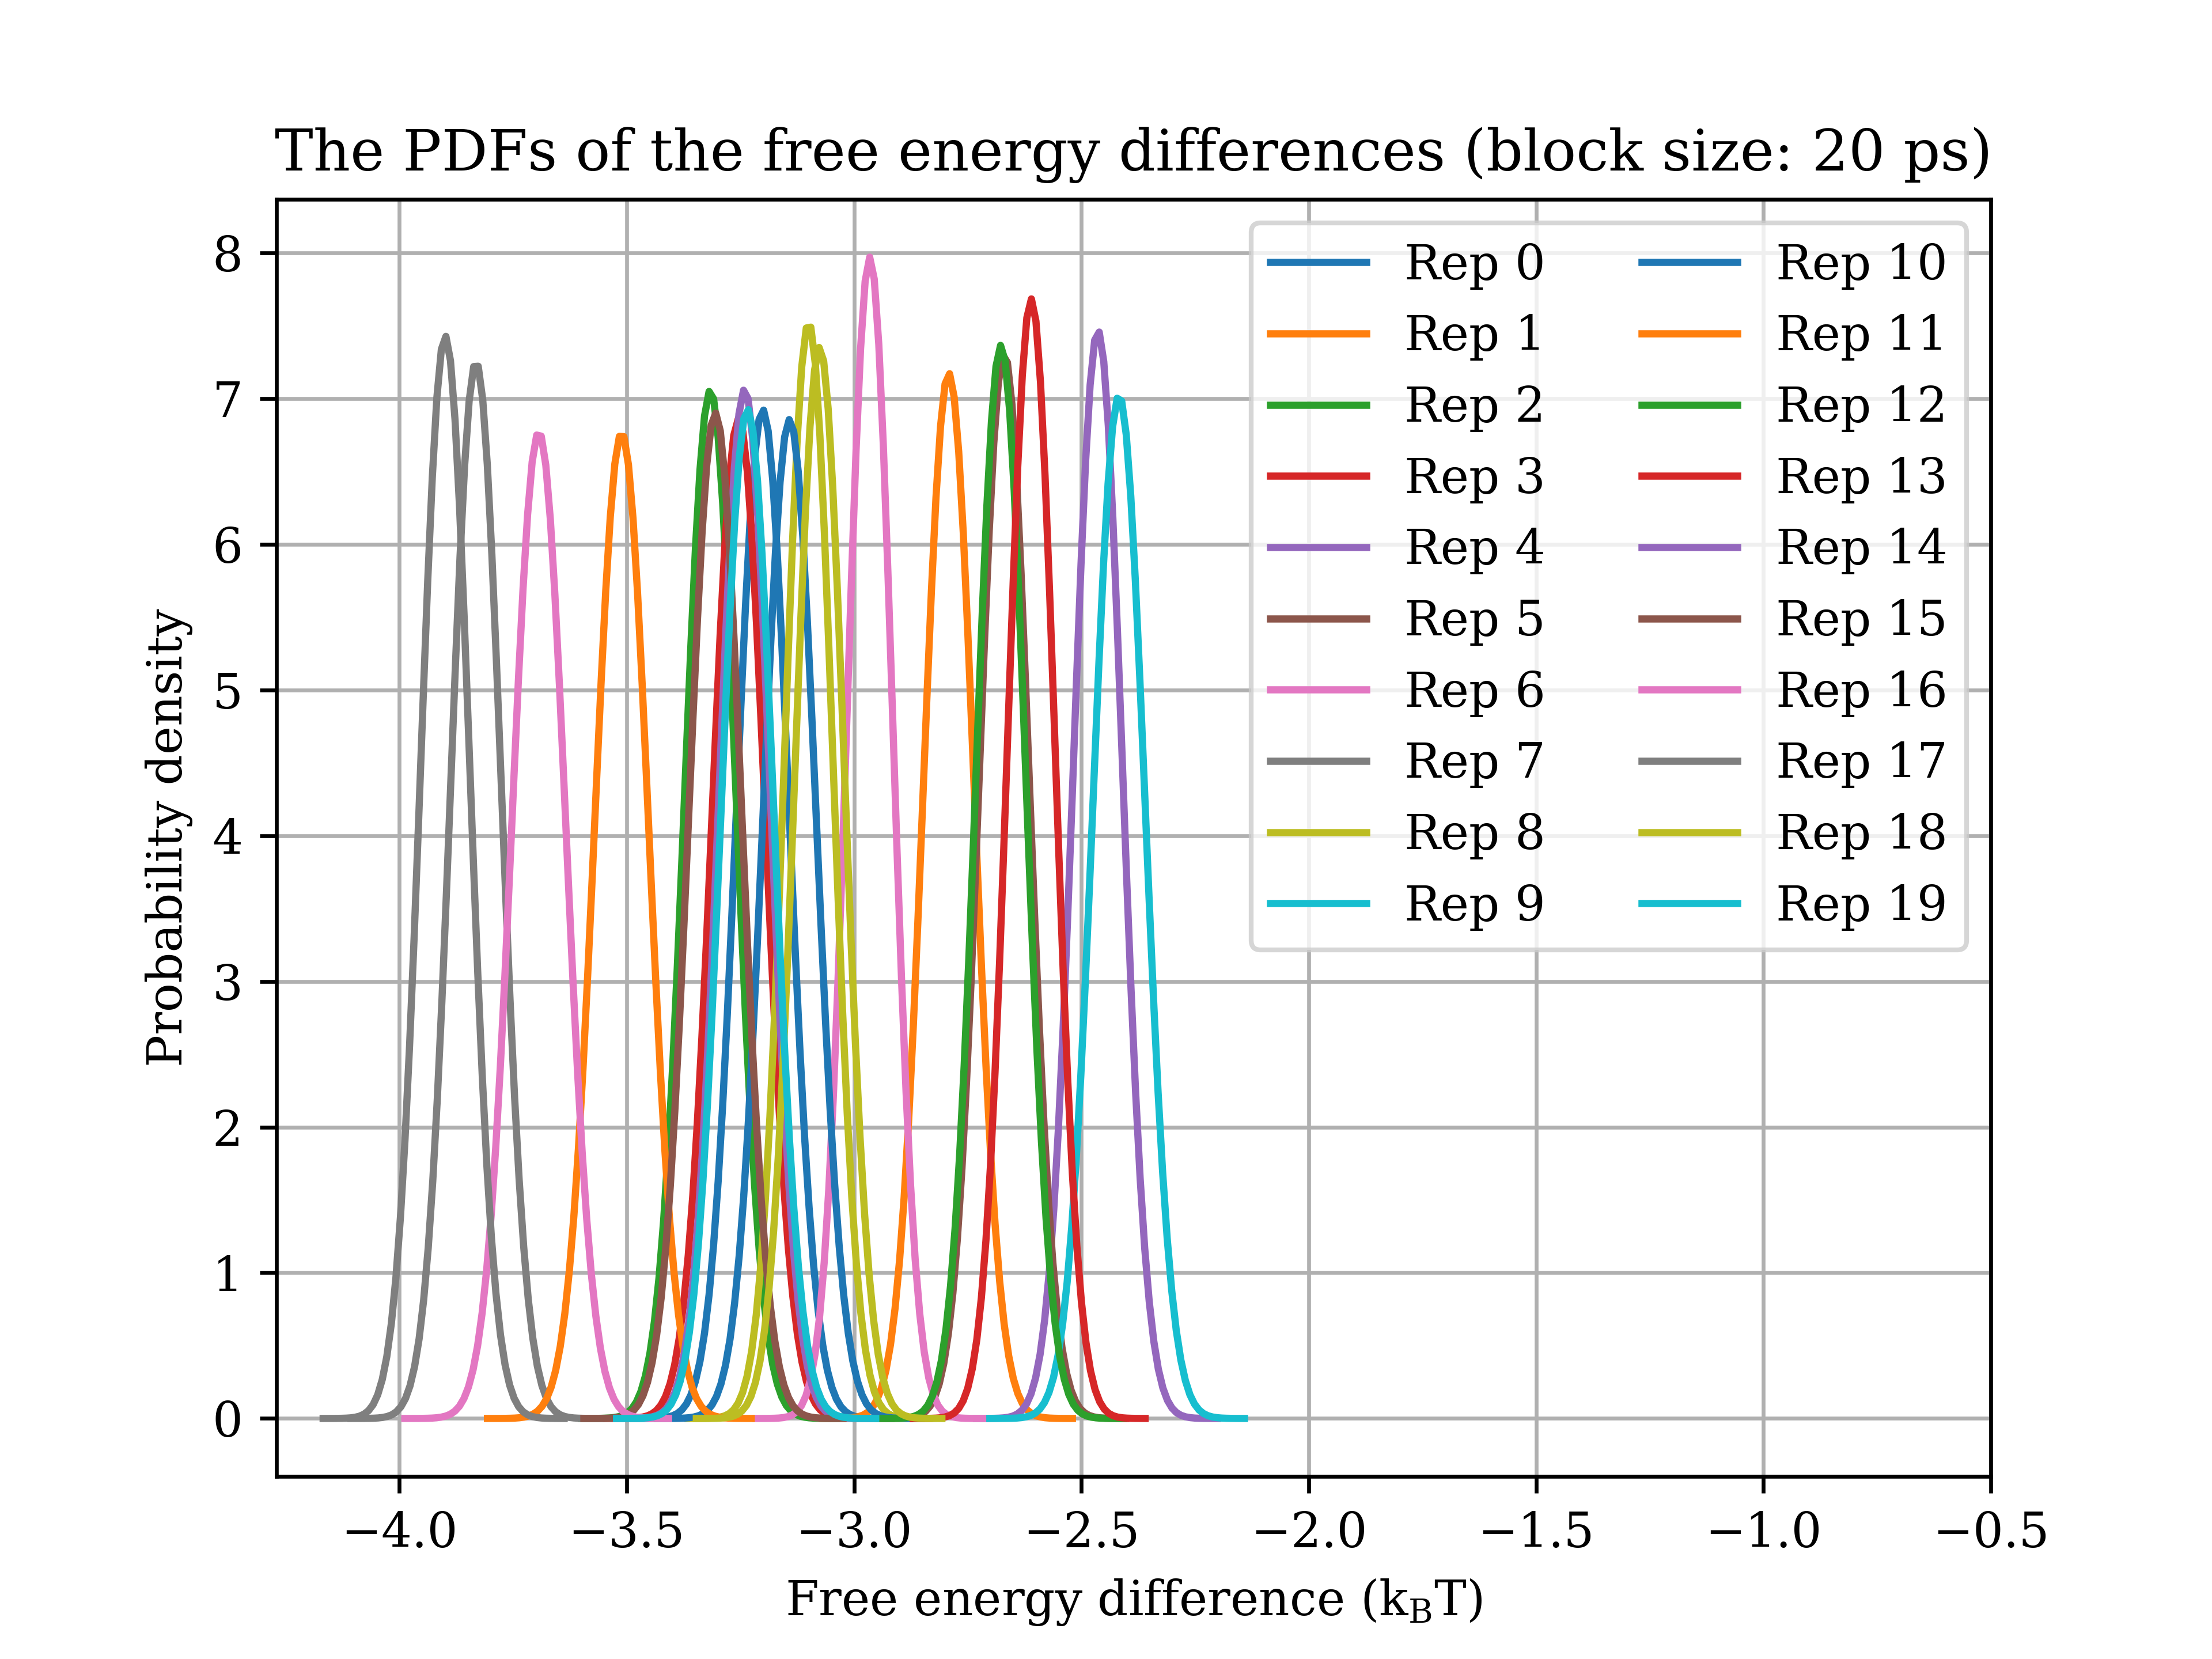 The PDFs of the free energy differences (block size: 20 ps)
8
7
6
5
4
3
2
1
0
Probability density
Rep 0 Rep 10
Rep 1 Rep 11
Rep 2 Rep 12
Rep 3 Rep 13
Rep 4 Rep 14
Rep 5 Rep 15
Rep 6 Rep 16
Rep 7 Rep 17
Rep 8 Rep 18
Rep 9 Rep 19
−4.0 −3.5 −3.0 −2.5 −2.0 −1.5 −1.0 −0.5
Free energy difference (k_BT)